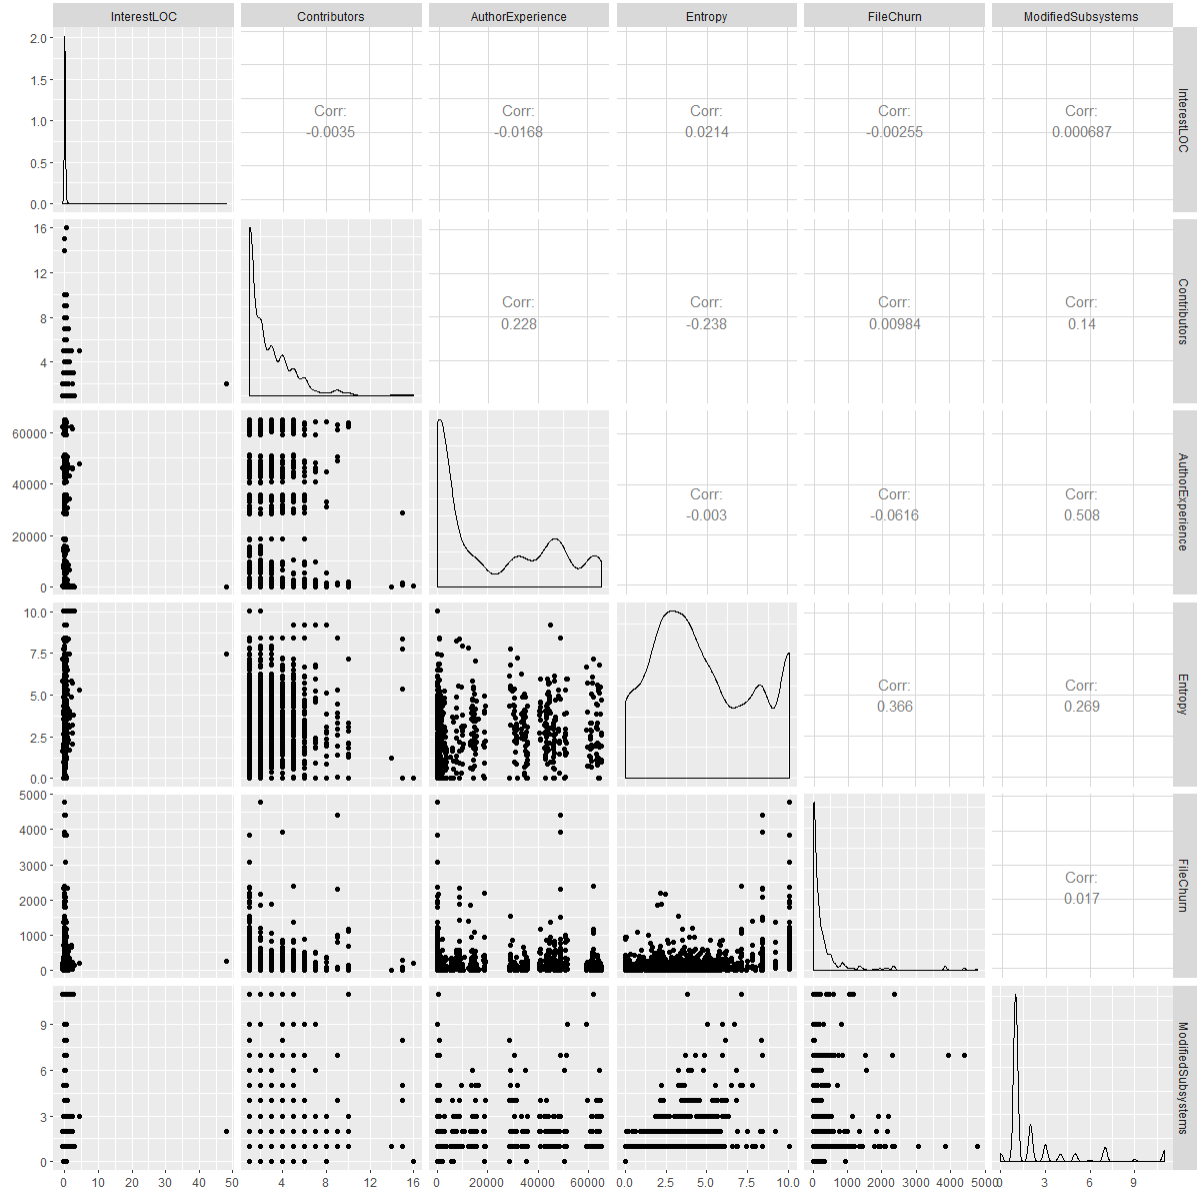 InterestLOC Contributors AuthorExperience Entropy FileChurn ModifiedSubsystems
2.0
1.5
1.0
0.5
0.0
Corr: Corr: Corr: Corr: Corr:
-0.0035 -0.0168 0.0214 -0.00255 0.000687
InterestLOC
16
12
8
4
Corr: Corr: Corr: Corr:
0.228 -0.238 0.00984 0.14
Contributors
60000
40000
20000
0
Corr: Corr: Corr:
-0.003 -0.0616 0.508
AuthorExperience
10.0
7.5
5.0
2.5
0.0
Corr: Corr:
0.366 0.269
Entropy
5000
4000
3000
2000
1000
0
Corr:
0.017
FileChurn
9
6
3
0
ModifiedSubsystems
0 10 20 30 40 50 4 8 12 16 0 20000 40000 60000 0.0 2.5 5.0 7.5 10.0 0 1000 2000 3000 4000 5000 0 3 6 9